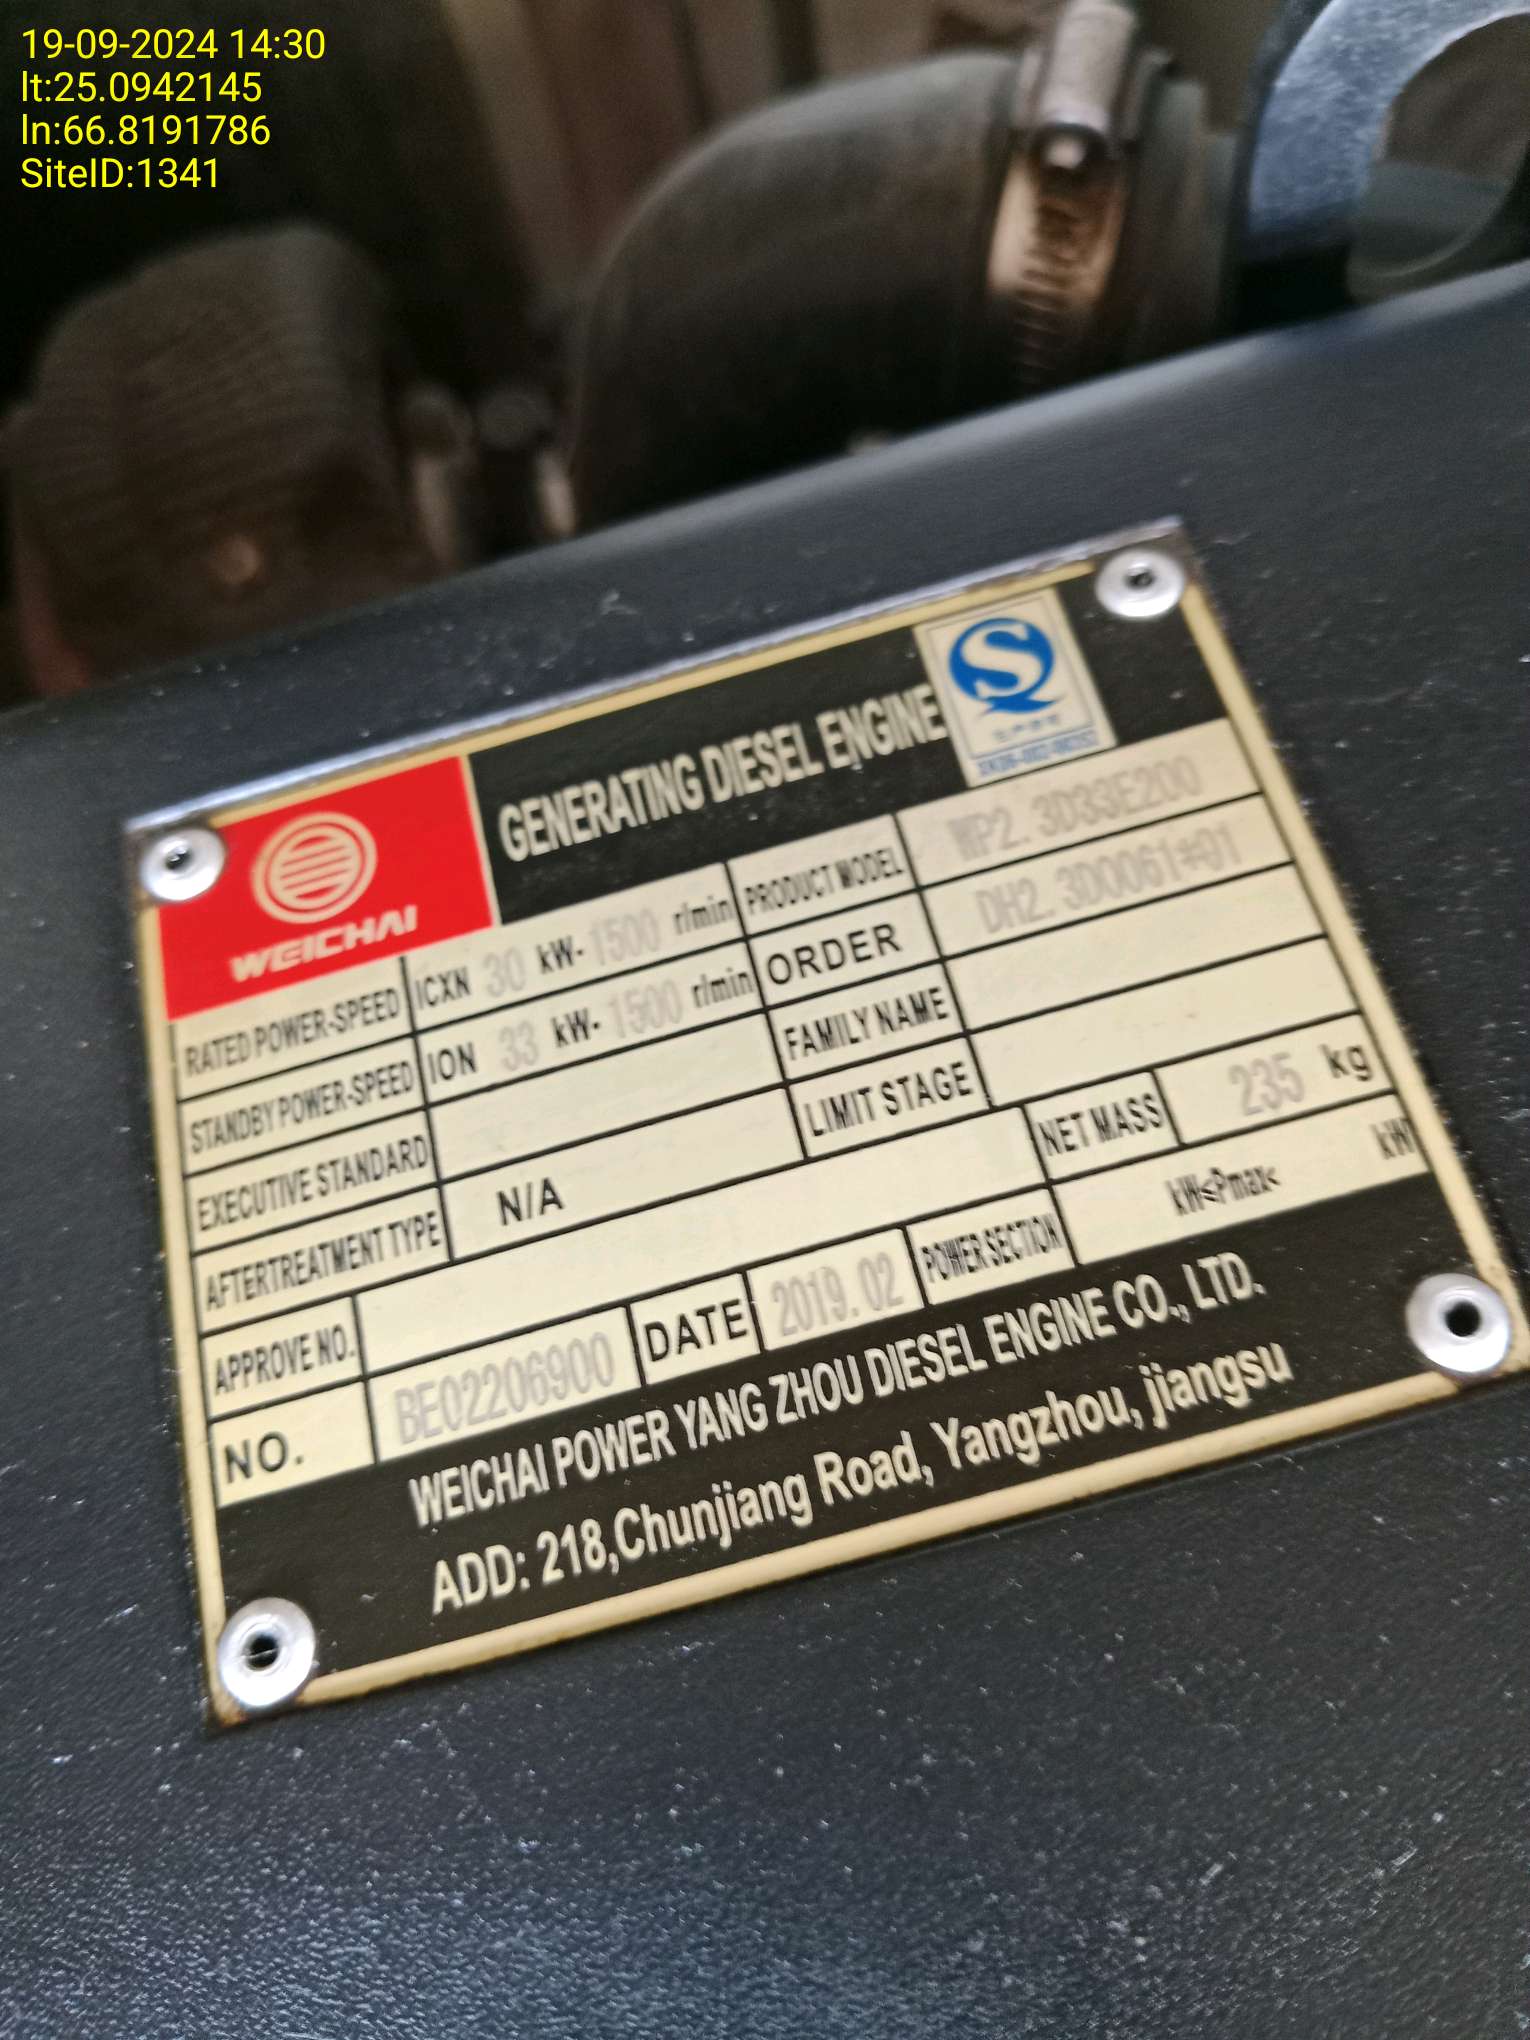 19-09-2024 14:30
lt:25.0942145
ln:66.8191786
SiteID:1341
WEICHAI
GENERATING DIESEL ENGINE
RATED POWER-SPEED ICXN 30 kW- 1500 r/min PRODUCT MODEL WP2.3D33E200
STANDBY POWER-SPEED ION 33 kW- 1500 r/min ORDER DH2.3D0061*01
EXECUTIVE STANDARD FAMILY NAME
AFTERTREATMENT TYPE N/A LIMIT STAGE
APPROVE NO. NET MASS 235 kg
NO. BE02206900 DATE 2019.02 POWER SECTION kW≤Pmax< kW
WEICHAI POWER YANG ZHOU DIESEL ENGINE CO., LTD.
ADD: 218,Chunjiang Road, Yangzhou, jiangsu